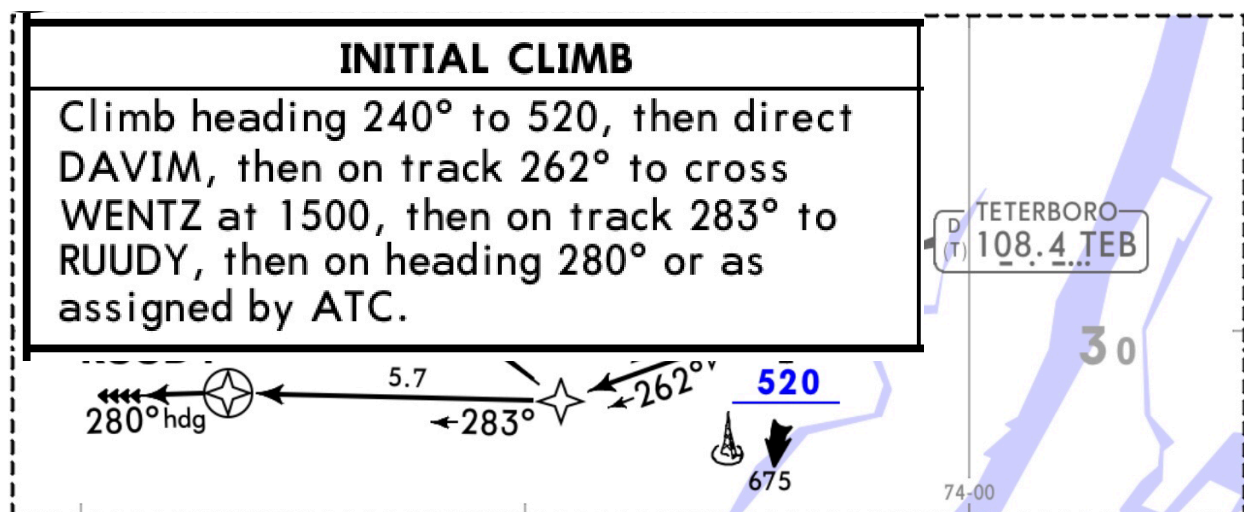 INITIAL CLIMB
Climb heading 240° to 520, then direct
DAVIM, then on track 262° to cross
WENTZ at 1500, then on track 283° to
RUUDY, then on heading 280° or as
assigned by ATC.
TETERBORO
D
(T) 108.4 TEB
30
5.7
262°
520
280°hdg
283°
675
74-00